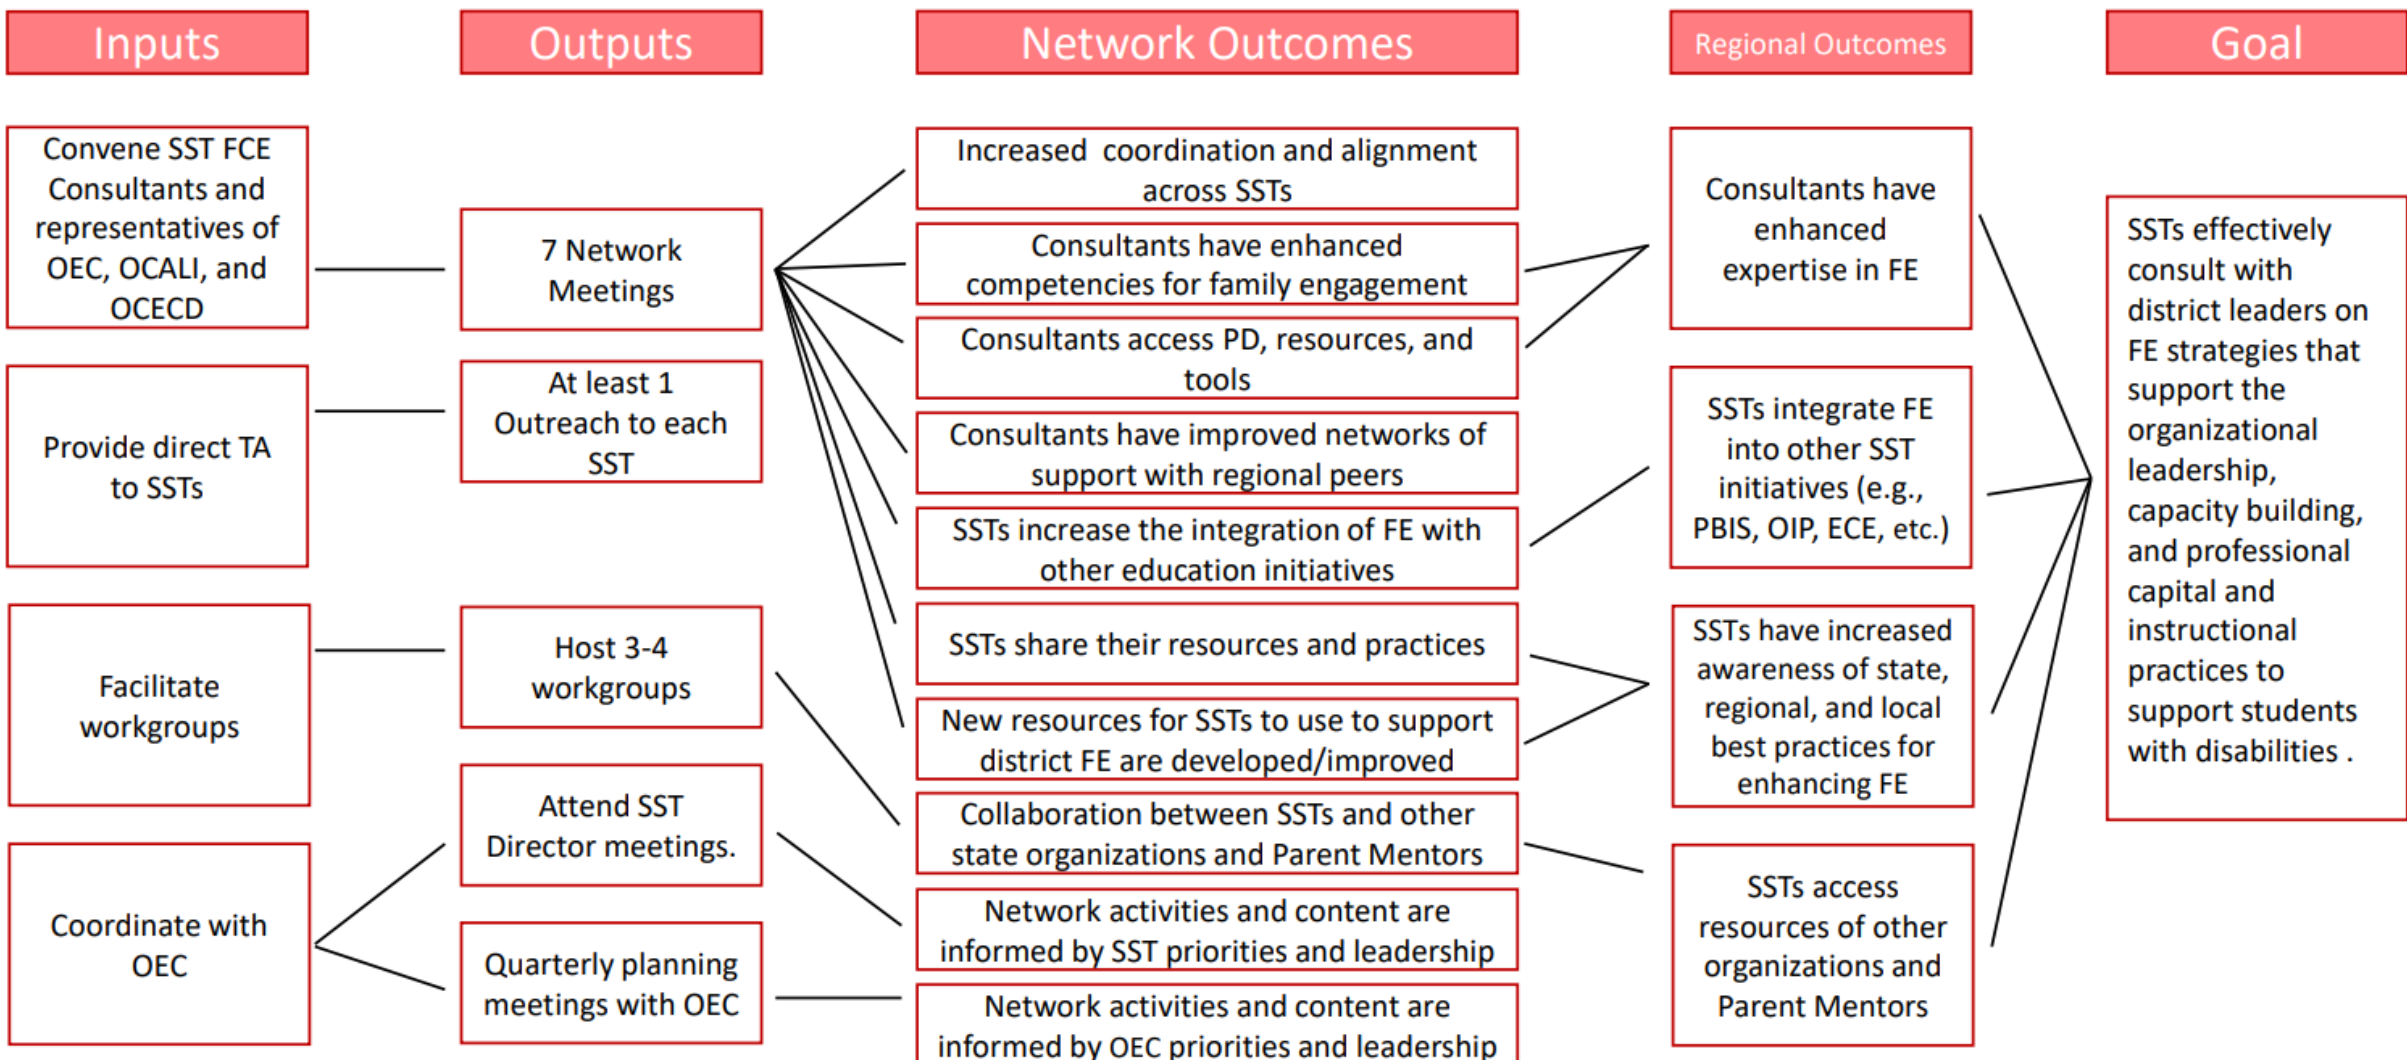 Inputs
Outputs
Network Outcomes
Regional Outcomes
Goal
Convene SST FCE
Consultants and
representatives of
OEC, OCALI, and
OCECD
Provide direct TA
to SSTs
Facilitate
workgroups
Coordinate with
OEC
7 Network
Meetings
At least 1
Outreach to each
SST
Host 3-4
workgroups
Attend SST
Director meetings.
Quarterly planning
meetings with OEC
Increased coordination and alignment
across SSTs
Consultants have enhanced
competencies for family engagement
Consultants access PD, resources, and
tools
Consultants have improved networks of
support with regional peers
SSTs increase the integration of FE with
other education initiatives
SSTs share their resources and practices
New resources for SSTs to use to support
district FE are developed/improved
Collaboration between SSTs and other
state organizations and Parent Mentors
Network activities and content are
informed by SST priorities and leadership
Network activities and content are
informed by OEC priorities and leadership
Consultants have
enhanced
expertise in FE
SSTs integrate FE
into other SST
initiatives (e.g.,
PBIS, OIP, ECE, etc.)
SSTs have increased
awareness of state,
regional, and local
best practices for
enhancing FE
SSTs access
resources of other
organizations and
Parent Mentors
SSTs effectively
consult with
district leaders on
FE strategies that
support the
organizational
leadership,
capacity building,
and professional
capital and
instructional
practices to
support students
with disabilities .